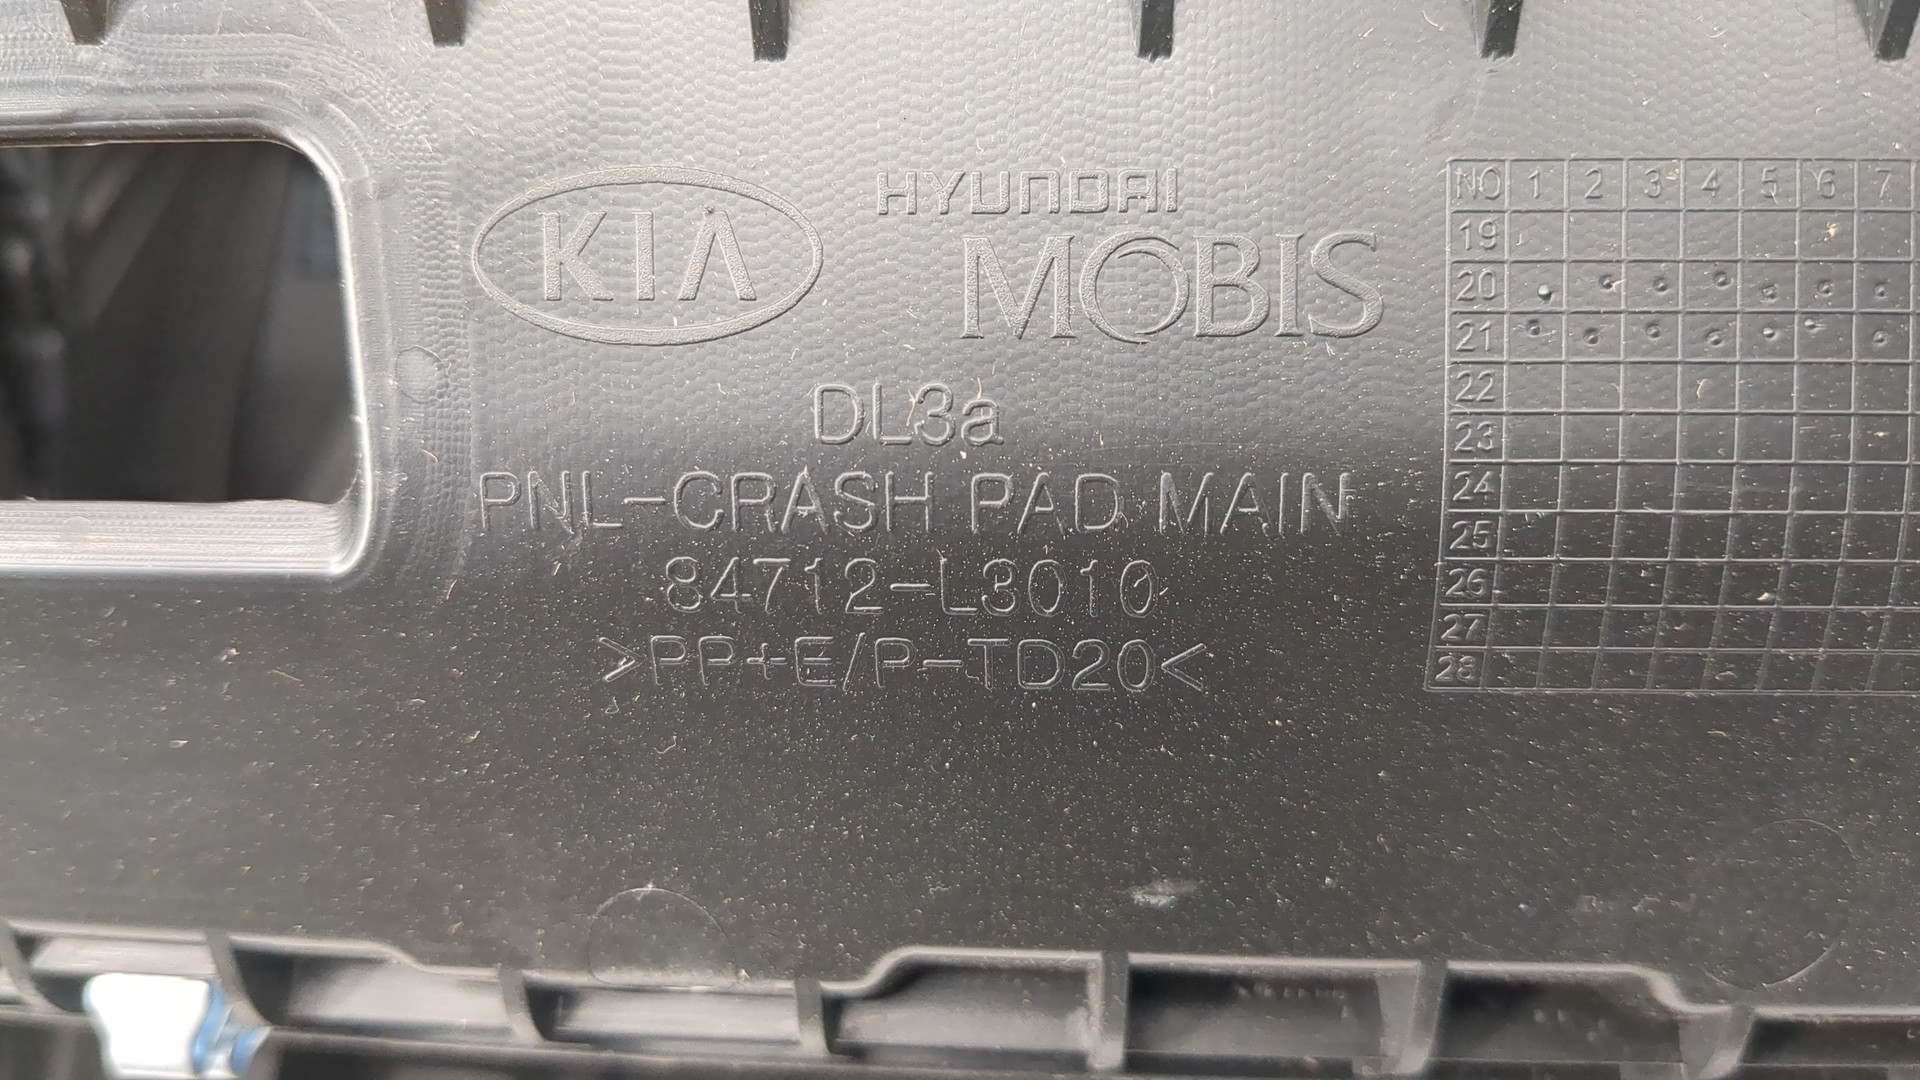 KIA
HYUNDAI
MOBIS
DL3a
PNL-CRASH PAD MAIN
84712-L3010
>PP+E/P-TD20<
NO 1 2 3 4 5 6 7
19
20
21
22
23
24
25
26
27
28